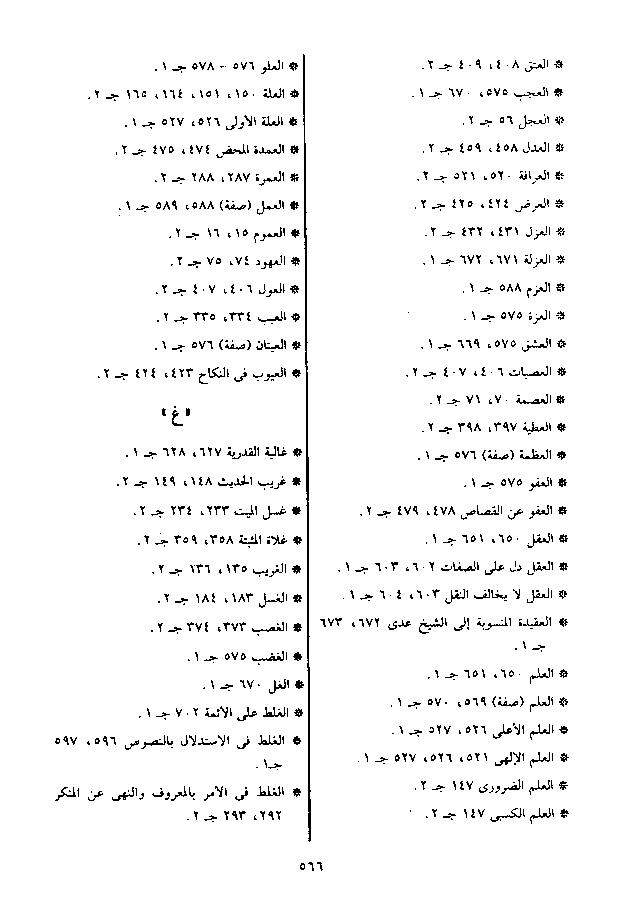 * العتق ٤٠٨، ٤٠٩ جـ ٢.
* العجب ٥٧٥، ٦٧٠ جـ ١.
* العجل ٥٦ جـ ٢.
* العدل ٤٥٨، ٤٥٩ جـ ٢.
* العرافة ٥٢٠، ٥٢١ جـ ٢.
* العرض ٤٢٤، ٤٢٥ جـ ٢.
* العزل ٤٣١، ٤٣٢ جـ ٢.
* العزلة ٦٧١، ٦٧٢ جـ ١.
* العزم ٥٨٨ جـ ١.
* العزة ٥٧٥ جـ ١.
* العشق ٥٧٥، ٦٦٩ جـ ١.
* العصبات ٤٠٦، ٤٠٧ جـ ٢.
* العصمة ٧٠، ٧١ جـ ٢.
* العطية ٣٩٧، ٣٩٨ جـ ٢.
* العظمة (صفة) ٥٧٦ جـ ١.
* العفو ٥٧٥ جـ ١.
* العفو عن القصاص ٤٧٨، ٤٧٩ جـ ٢.
* العقل ٦٥٠، ٦٥١ جـ ١.
* العقل دل على الصفات ٦٠٢، ٦٠٣ جـ ١.
* العقل لا يخالف النقل ٦٠٣، ٦٠٤ جـ ١.
* العقيدة المنسوبة إلى الشيخ عدى ٦٧٢، ٦٧٣
جـ ١.
* العلم ٦٥٠، ٦٥١ جـ ١.
* العلم (صفة) ٥٦٩، ٥٧٠ جـ ١.
* العلم الأعلى ٥٢٦، ٥٢٧ جـ ١.
* العلم الإلهى ٥٢١، ٥٢٦، ٥٢٧ جـ ١.
* العلم الضرورى ١٤٧ جـ ٢.
* العلم الكسبى ١٤٧ جـ ٢.
* العلو ٥٧٦ - ٥٧٨ جـ ١.
* العلة ١٥٠، ١٥١، ١٦٤، ١٦٥ جـ ٢.
* العلة الأولى ٥٢٦، ٥٢٧ جـ ١.
* العمدة المحض ٤٧٤، ٤٧٥ جـ ٢.
* العمرة ٢٨٧، ٢٨٨ جـ ٢.
* العمل (صفة) ٥٨٨، ٥٨٩ جـ ١.
* العموم ١٥، ١٦ جـ ٢.
* العهود ٧٤، ٧٥ جـ ٢.
* العول ٤٠٦، ٤٠٧ جـ ٢.
* العيب ٣٣٤، ٣٣٥ جـ ٢.
* العينان (صفة) ٥٧٦ جـ ١.
* العيوب فى النكاح ٤٢٣، ٤٢٤ جـ ٢.
«غ»
* غالية القدرية ٦٢٧، ٦٢٨ جـ ١.
* غريب الحديث ١٤٨، ١٤٩ جـ ٢.
* غسل الميت ٢٣٣، ٢٣٤ جـ ٢.
* غلاة المثبتة ٣٥٨، ٣٥٩ جـ ٢.
* الغريب ١٣٥، ١٣٦ جـ ٢.
* الغسل ١٨٣، ١٨٤ جـ ٢.
* الغصب ٣٧٣، ٣٧٤ جـ ٢.
* الغضب ٥٧٥ جـ ١.
* الغل ٦٧٠ جـ ١.
* الغلط على الأئمة ٧٠٢ جـ ١.
* الغلط فى الاستدلال بالنصوص ٥٩٦، ٥٩٧
جـ١.
* الغلط فى الأمر بالمعروف والنهى عن المنكر
٢٩٢، ٢٩٣ جـ ٢.
٥٦٦